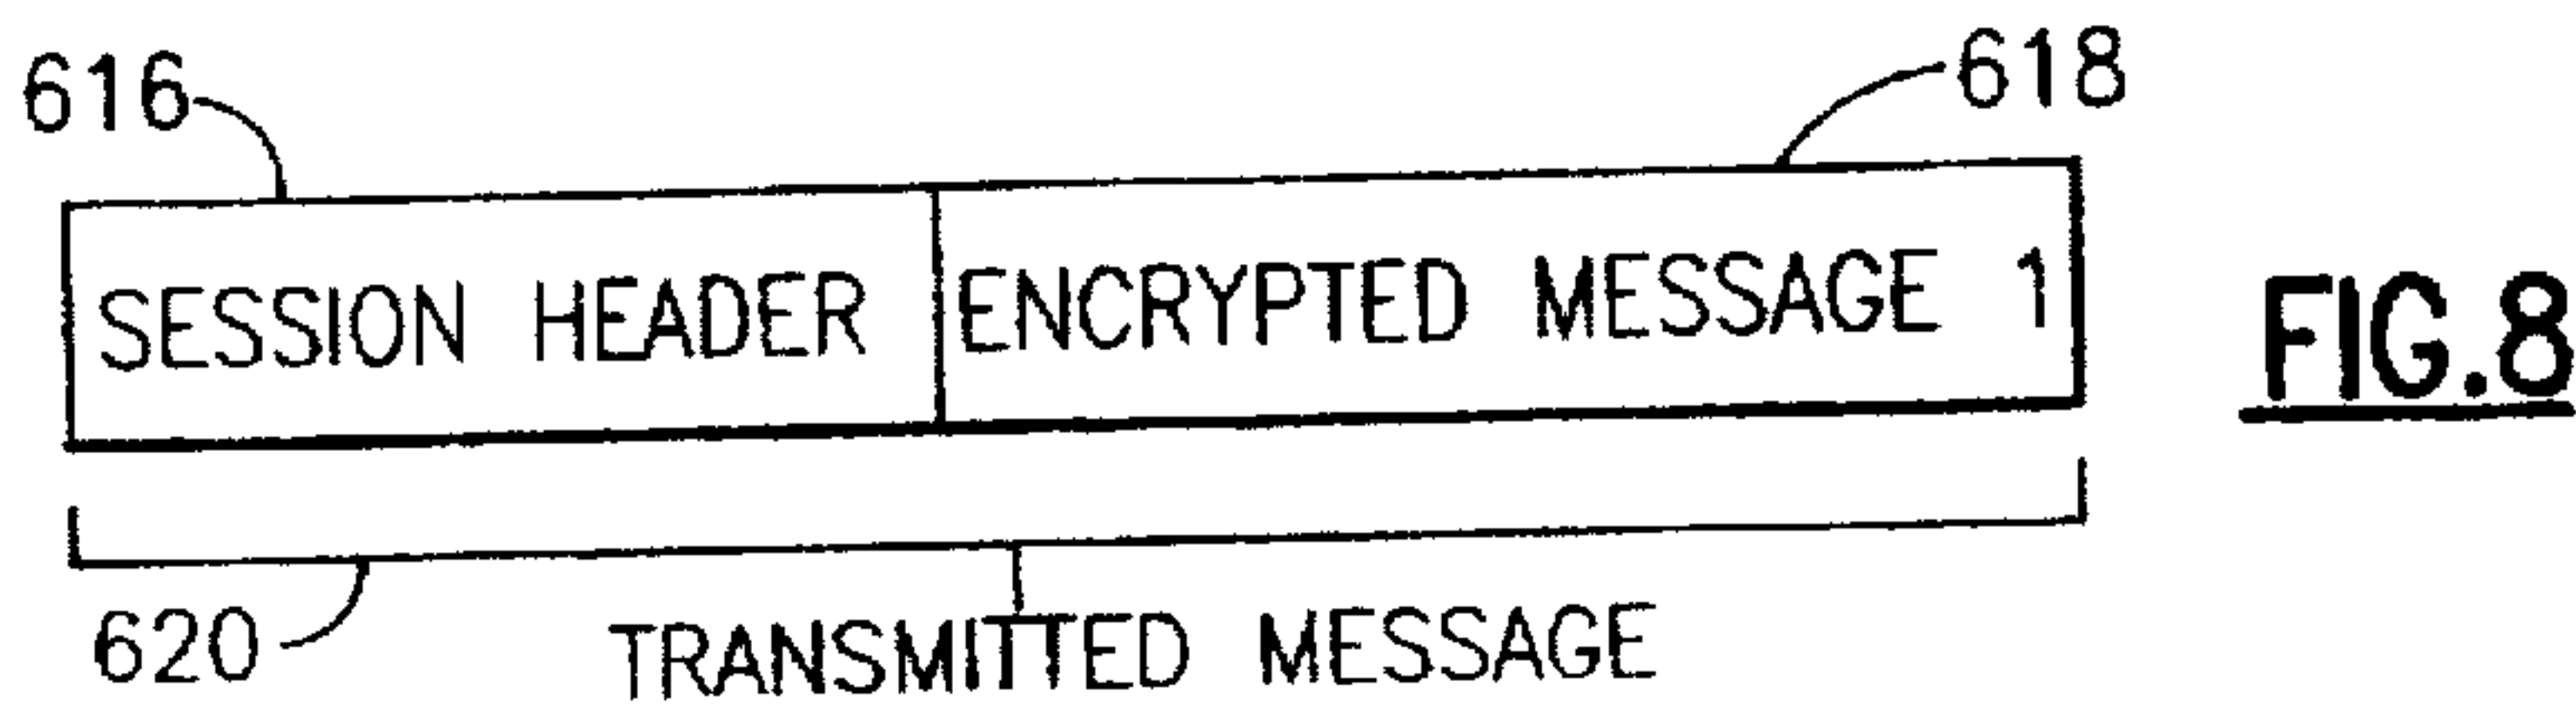 616
618
SESSION HEADER
ENCRYPTED MESSAGE 1
FIG.8
620
TRANSMITTED MESSAGE